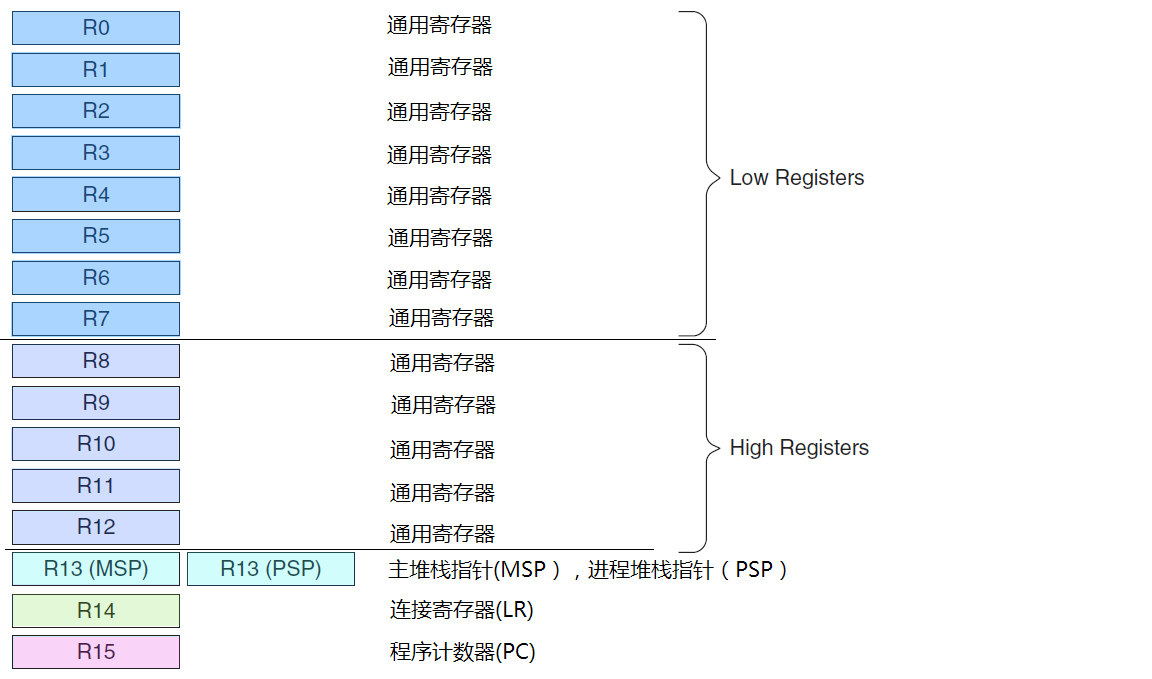 R0 通用寄存器
R1 通用寄存器
R2 通用寄存器
R3 通用寄存器
R4 通用寄存器 Low Registers
R5 通用寄存器
R6 通用寄存器
R7 通用寄存器
R8 通用寄存器
R9 通用寄存器
R10 通用寄存器 High Registers
R11 通用寄存器
R12 通用寄存器
R13 (MSP) R13 (PSP) 主堆栈指针(MSP），进程堆栈指针（PSP）
R14 连接寄存器(LR)
R15 程序计数器(PC)